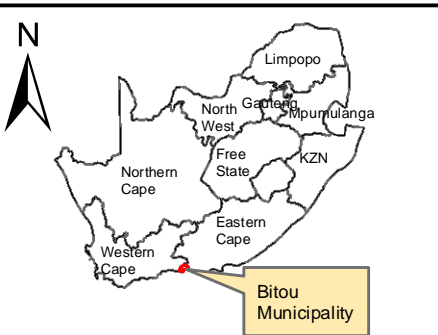 N
Limpopo
Gauteng
North
West
Mpumulanga
Free
State
KZN
Northern
Cape
Eastern
Cape
Western
Cape
Bitou
Municipality